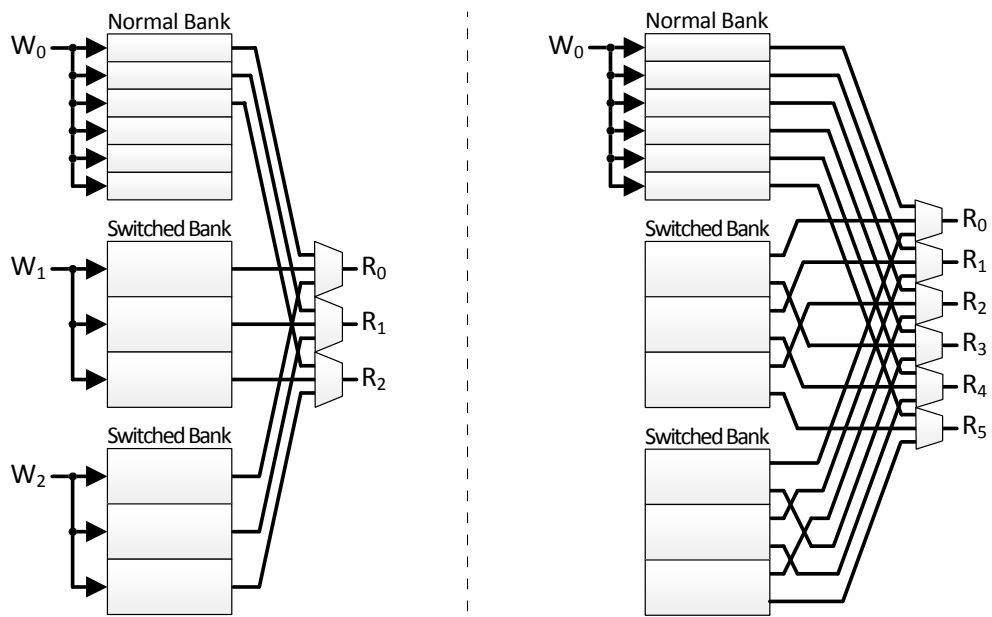 Normal Bank
W0
Switched Bank
W1
R0
R1
R2
Switched Bank
W2
Normal Bank
W0
Switched Bank
R0
R1
R2
R3
R4
R5
Switched Bank